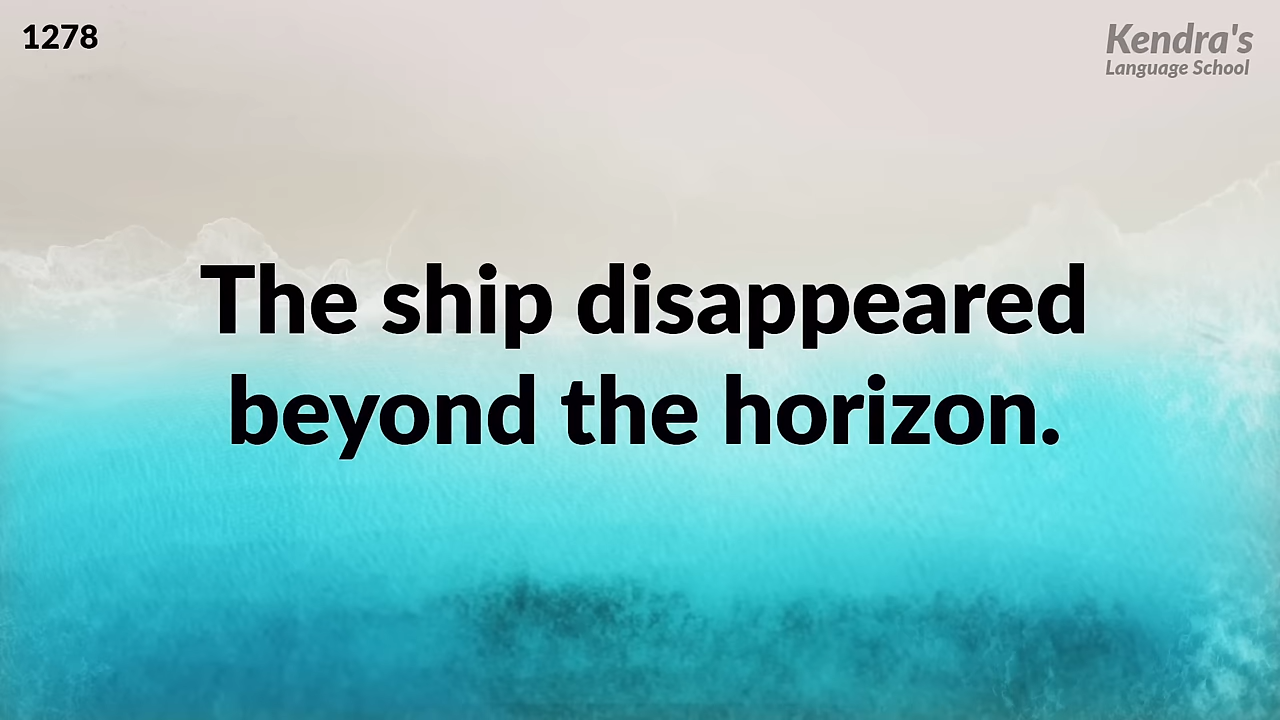 1278
Kendra's
Language School
The ship disappeared
beyond the horizon.